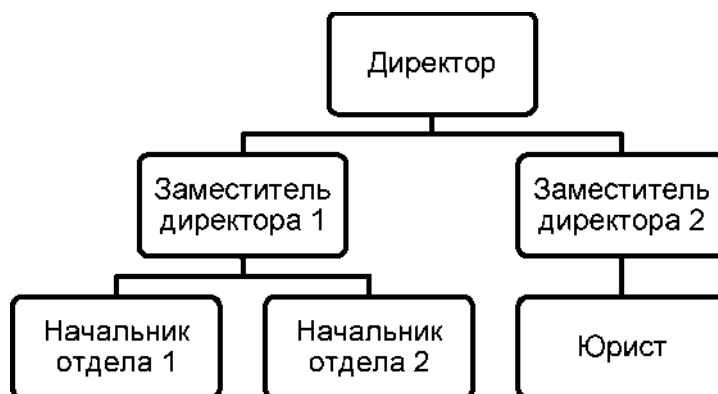 Директор
Заместитель
директора 1
Заместитель
директора 2
Начальник
отдела 1
Начальник
отдела 2
Юрист